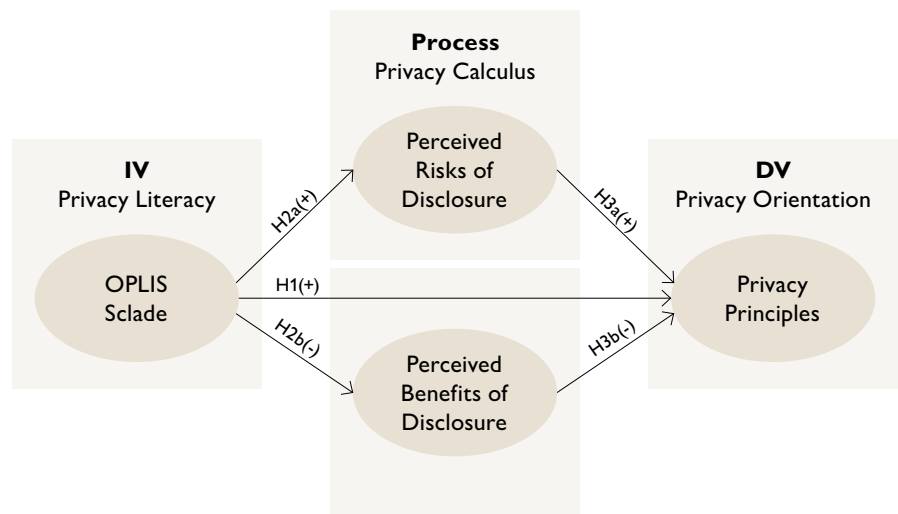 Process
Privacy Calculus
Perceived
Risks of
Disclosure
IV
Privacy Literacy
OPLIS
Sclade
H2a(+)
H1(+)
H2b(-)
Perceived
Benefits of
Disclosure
H3a(+)
H3b(-)
DV
Privacy Orientation
Privacy
Principles